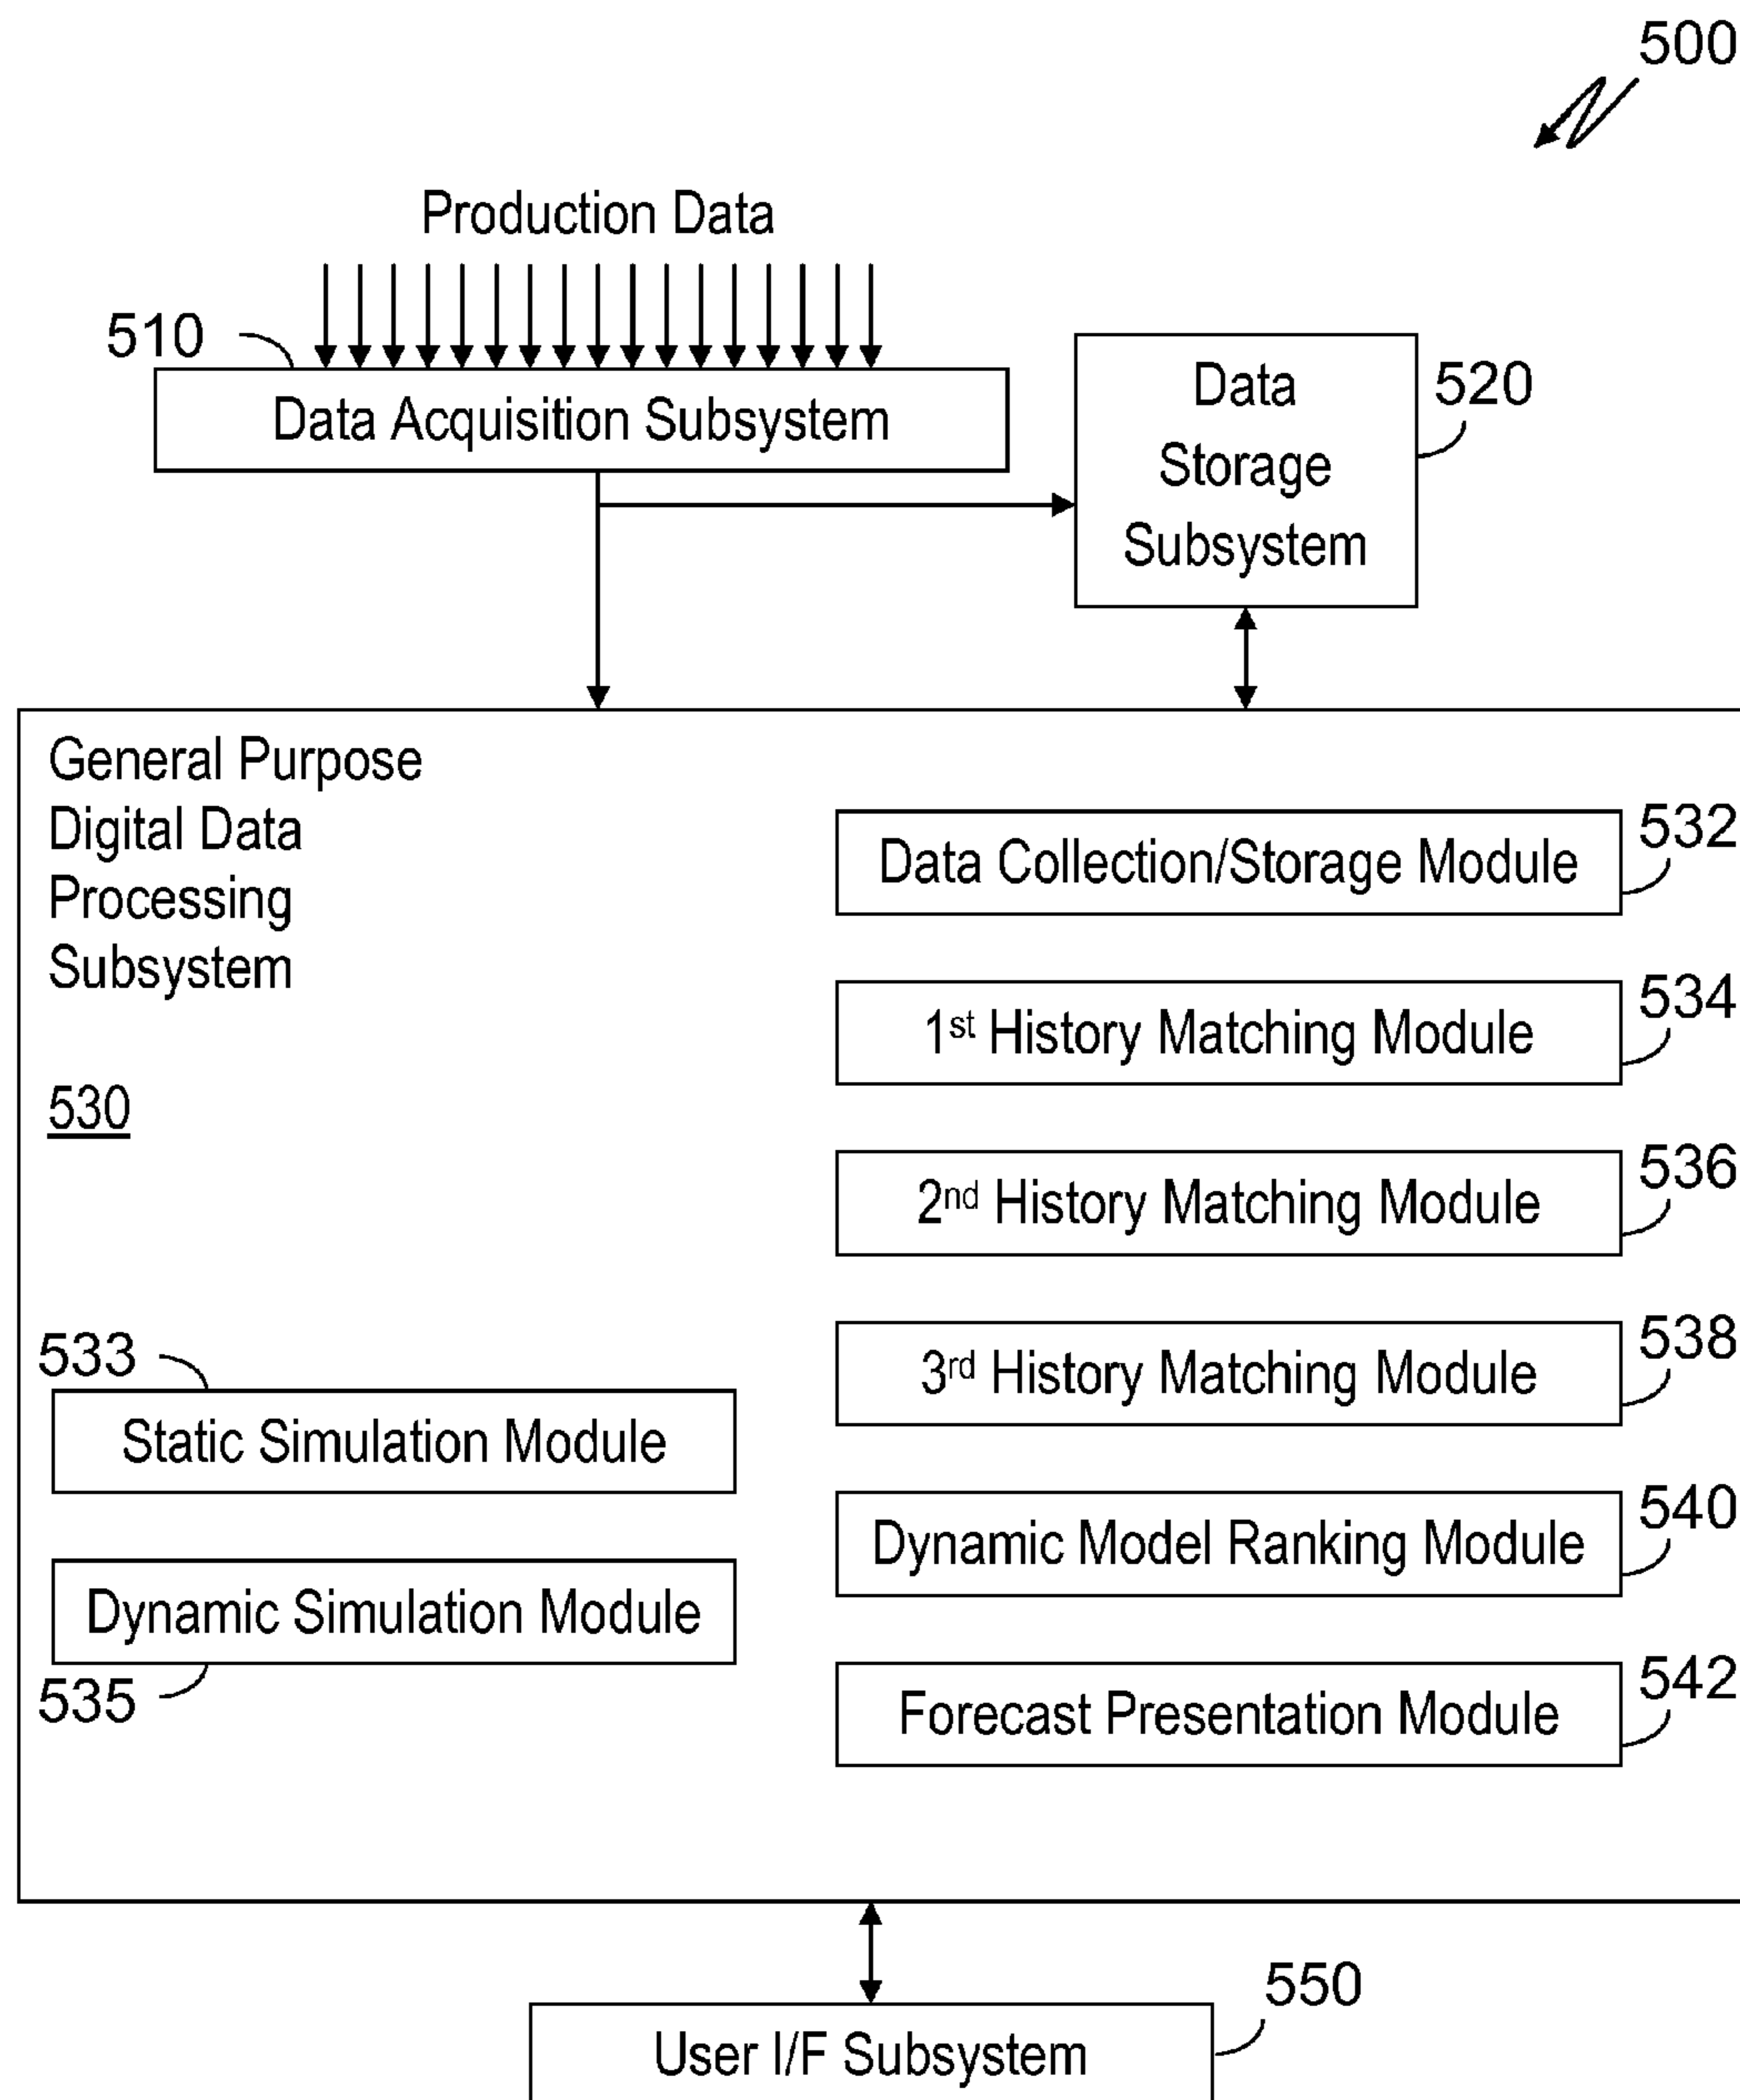 500
Production Data
510
Data Acquisition Subsystem
Data
Storage
Subsystem
520
General Purpose
Digital Data
Processing
Subsystem
530
Data Collection/Storage Module
532
1st History Matching Module
534
2nd History Matching Module
536
3rd History Matching Module
538
533
Static Simulation Module
Dynamic Model Ranking Module
540
Dynamic Simulation Module
535
Forecast Presentation Module
542
550
User I/F Subsystem